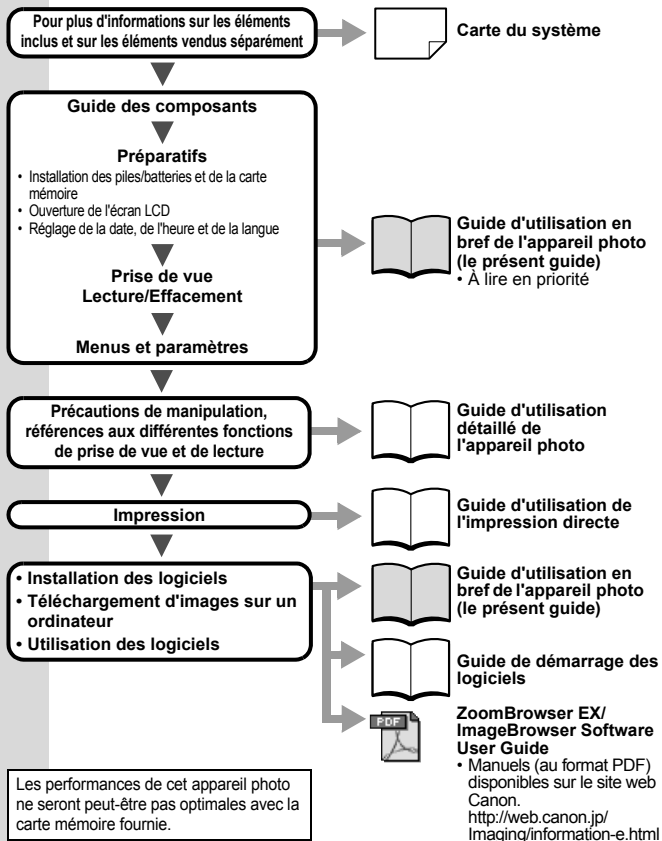 Pour plus d'informations sur les éléments
inclus et sur les éléments vendus séparément
Carte du système
Guide des composants
Préparatifs
• Installation des piles/batteries et de la carte
mémoire
• Ouverture de l'écran LCD
• Réglage de la date, de l'heure et de la langue
Prise de vue
Lecture/Effacement
Menus et paramètres
Guide d'utilisation en
bref de l'appareil photo
(le présent guide)
• À lire en priorité
Précautions de manipulation,
références aux différentes fonctions
de prise de vue et de lecture
Guide d'utilisation
détaillé de
l'appareil photo
Impression
Guide d'utilisation de
l'impression directe
• Installation des logiciels
• Téléchargement d'images sur un
ordinateur
• Utilisation des logiciels
Guide d'utilisation en
bref de l'appareil photo
(le présent guide)
Guide de démarrage des
logiciels
PDF
ZoomBrowser EX/
ImageBrowser Software
User Guide
• Manuels (au format PDF)
disponibles sur le site web
Canon.
http://web.canon.jp/
Imaging/information-e.html
Les performances de cet appareil photo
ne seront peut-être pas optimales avec la
carte mémoire fournie.